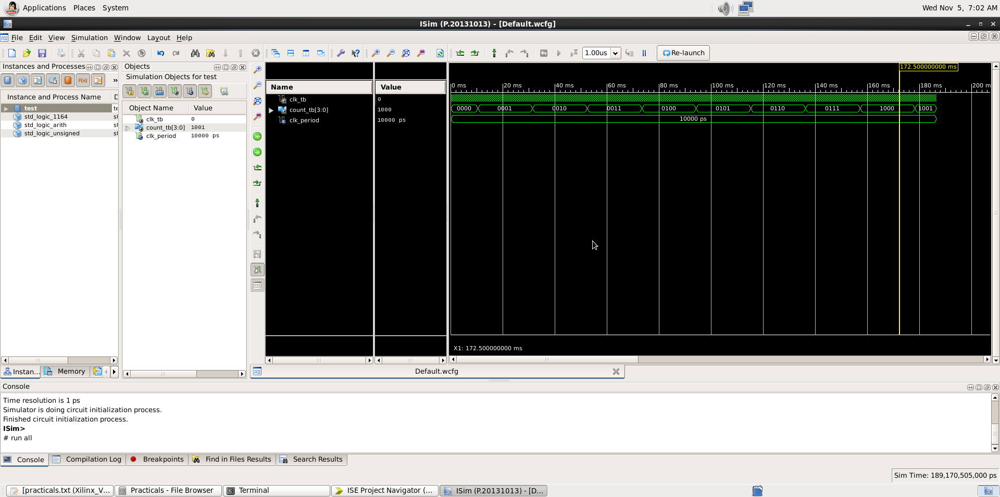 Applications Places System
Wed Nov 5, 7:02 AM
ISim (P.20131013) - [Default.wcfg]
File Edit View Simulation Window Layout Help
1.00us
Re-launch
Instances and Processes
Instance and Process Name D
test te
std_logic_1164 st
std_logic_arith st
std_logic_unsigned st
Instan... Memory
Objects
Simulation Objects for test
Object Name Value
clk_tb 0
count_tb[3:0] 1001
clk_period 10000 ps
Name Value
clk_tb 0
count_tb[3:0] 1000
clk_period 10000 ps
172.500000000 ms
0 ms 20 ms 40 ms 60 ms 80 ms 100 ms 120 ms 140 ms 160 ms 180 ms 200 m
0000 0001 0010 0011 0100 0101 0110 0111 1000 1001
10000 ps
X1: 172.500000000 ms
Default.wcfg
Console
Time resolution is 1 ps
Simulator is doing circuit initialization process.
Finished circuit initialization process.
ISim>
# run all
Console Compilation Log Breakpoints Find in Files Results Search Results
Sim Time: 189,170,505,000 ps
[practicals.txt (Xilinx_V... Practicals - File Browser Terminal ISE Project Navigator (... ISim (P.20131013) - [D...